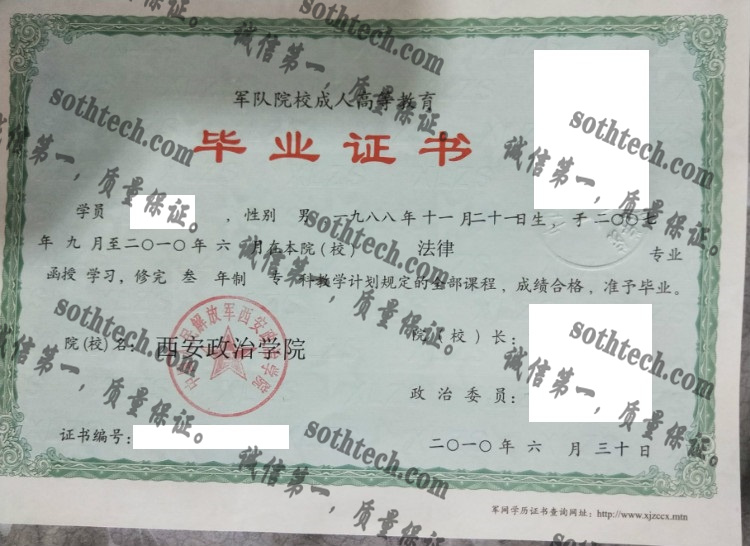 军队院校成人高等教育
毕业证书
学员 ，性别 男，一九八八年十一月二十一日生，于二〇〇七
年九月至二〇一〇年六月在本院(校) 法律 专业
函授 学习，修完 叁 年制 专 科教学计划规定的全部课程，成绩合格，准予毕业。
院(校)名： 西安政治学院
院(校)长：
政治委员：
证书编号：
二〇一〇年六月三十日
军网学历证书查询网址：http://www.xjzccx.mtn
sothtech.com
诚信第一，质量保证。